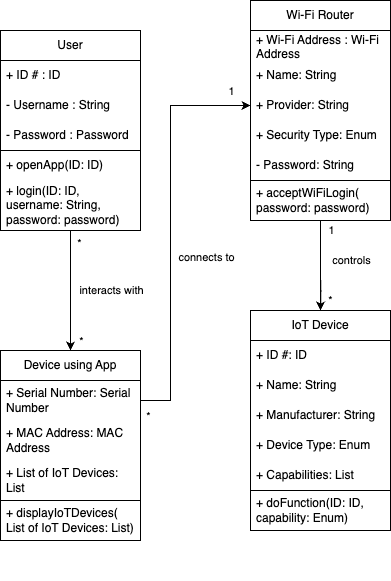 User
+ ID # : ID
- Username : String
- Password : Password
+ openApp(ID: ID)
+ login(ID: ID,
username: String,
password: password)
Wi-Fi Router
+ Wi-Fi Address : Wi-Fi
Address
+ Name: String
+ Provider: String
+ Security Type: Enum
- Password: String
+ acceptWiFiLogin(
password: password)
1
connects to
*
*
interacts with
*
1
controls
*
Device using App
+ Serial Number: Serial
Number
+ MAC Address: MAC
Address
+ List of IoT Devices:
List
+ displayIoTDevices(
List of IoT Devices: List)
IoT Device
+ ID #: ID
+ Name: String
+ Manufacturer: String
+ Device Type: Enum
+ Capabilities: List
+ doFunction(ID: ID,
capability: Enum)